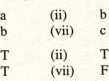 a (ii) b
b (vii) c
T (ii) T
T (vii) F